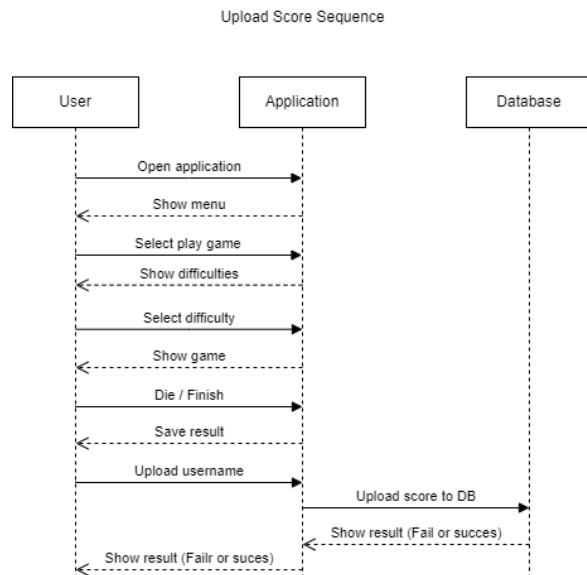 Upload Score Sequence
User
Application
Database
Open application
Show menu
Select play game
Show difficulties
Select difficulty
Show game
Die / Finish
Save result
Upload username
Upload score to DB
Show result (Fail or succes)
Show result (Failr or suces)